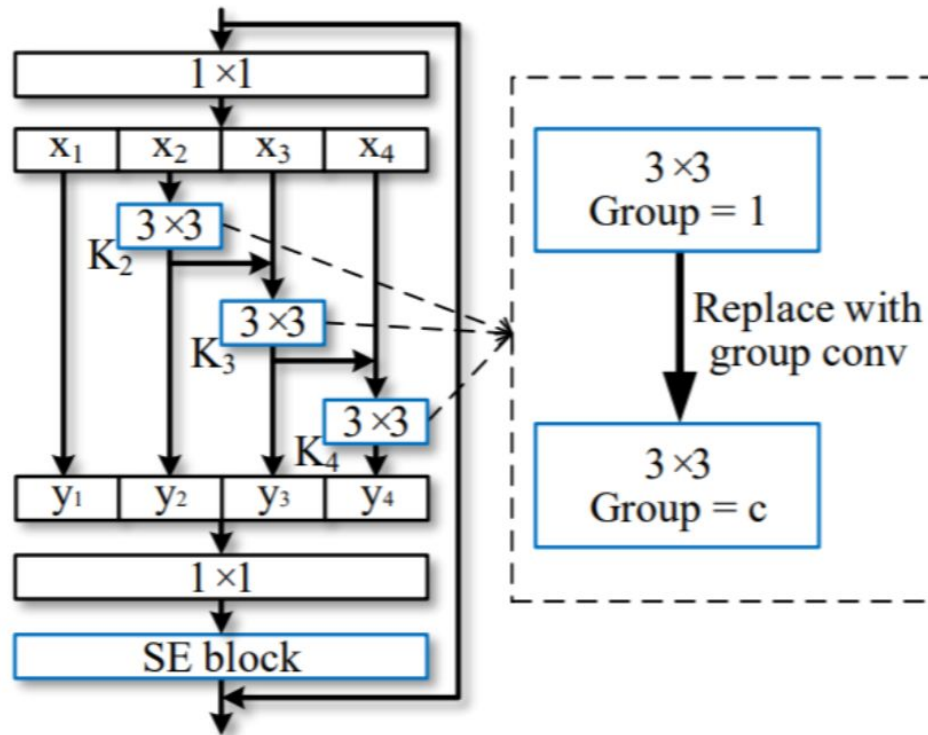 1×1
x₁ x₂ x₃ x₄
3×3
K₂
3×3
K₃
3×3
K₄
y₁ y₂ y₃ y₄
1×1
SE block
3×3
Group = 1
Replace with
group conv
3×3
Group = c